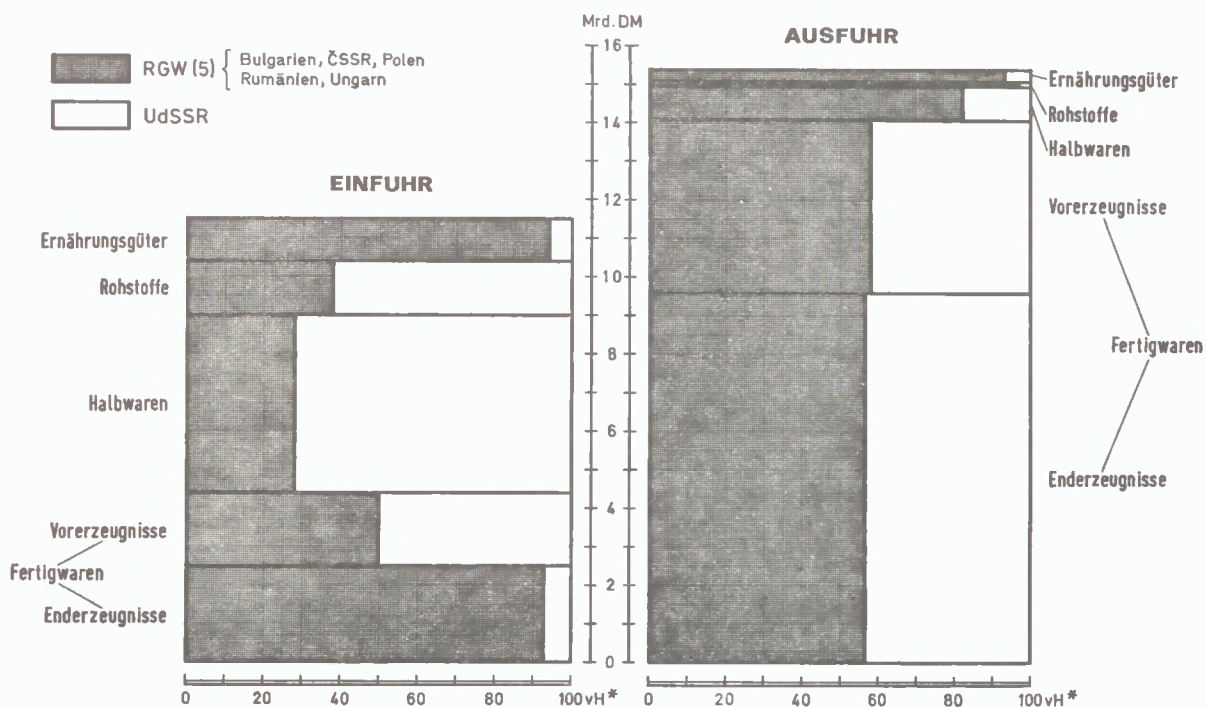 Mrd. DM
AUSFUHR
RGW (5) { Bulgarien, ČSSR, Polen
Rumänien, Ungarn
UdSSR
EINFUHR
Ernährungsgüter
Rohstoffe
Halbwaren
Vorerzeugnisse
Fertigwaren
Enderzeugnisse
16
14
12
10
8
6
4
2
0
Ernährungsgüter
Rohstoffe
Halbwaren
Vorerzeugnisse
Fertigwaren
Enderzeugnisse
0 20 40 60 80 100 vH*
0 20 40 60 80 100 vH*